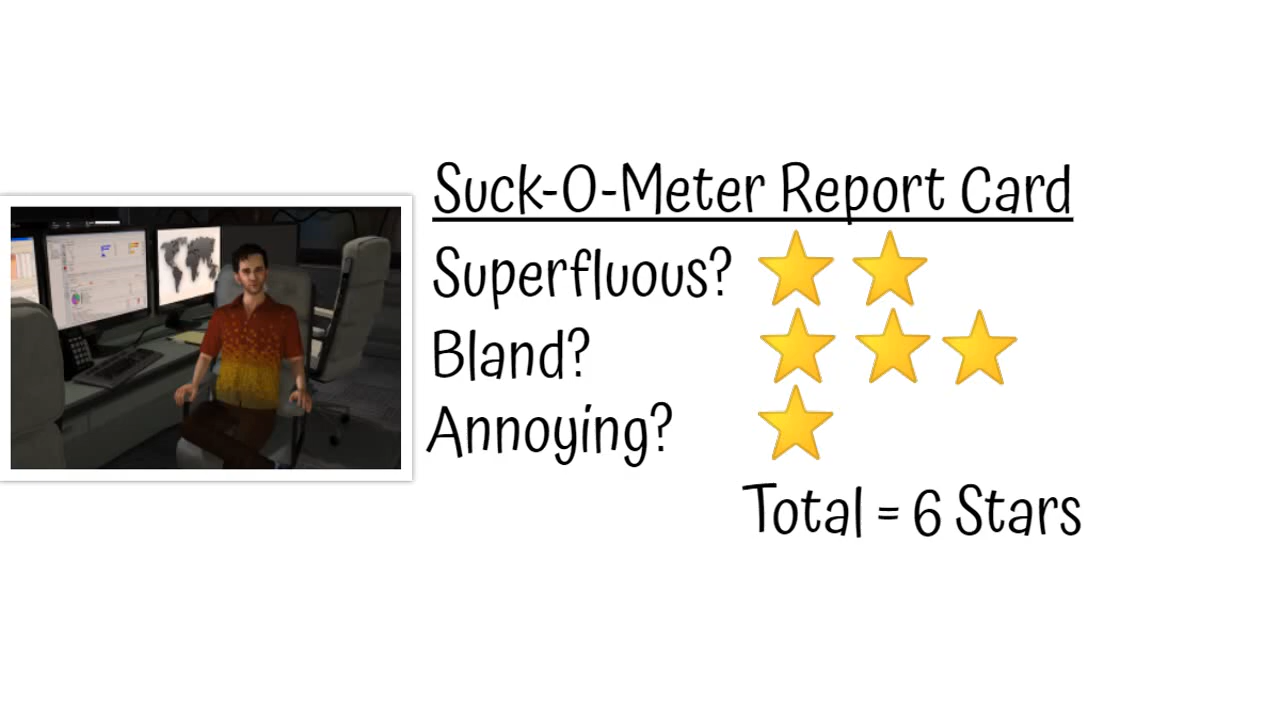 Suck-O-Meter Report Card
Superfluous?
Bland?
Annoying?
Total = 6 Stars